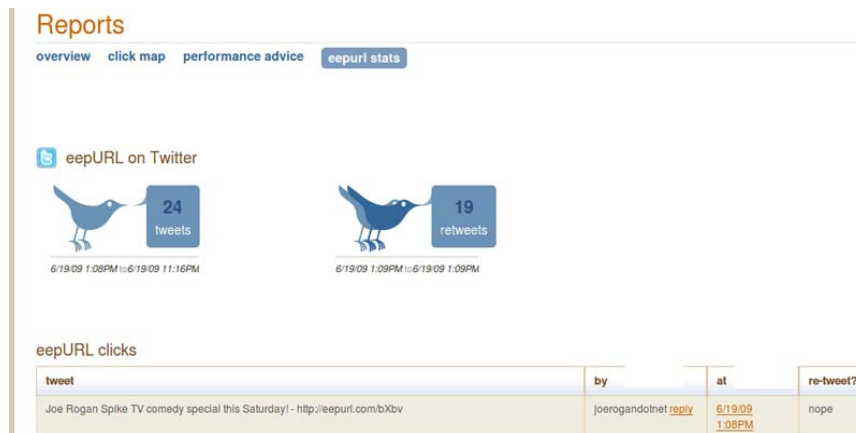 Reports
overview click map performance advice eepurl stats
eepURL on Twitter
24 tweets
19 retweets
6/19/09 1:08PM to 6/19/09 11:16PM
6/19/09 1:09PM to 6/19/09 1:09PM
eepURL clicks
tweet by at re-tweet?
Joe Rogan Spike TV comedy special this Saturday! - http://eepurl.com/bXbv joerogandotnet reply 6/19/09 nope
1:08PM